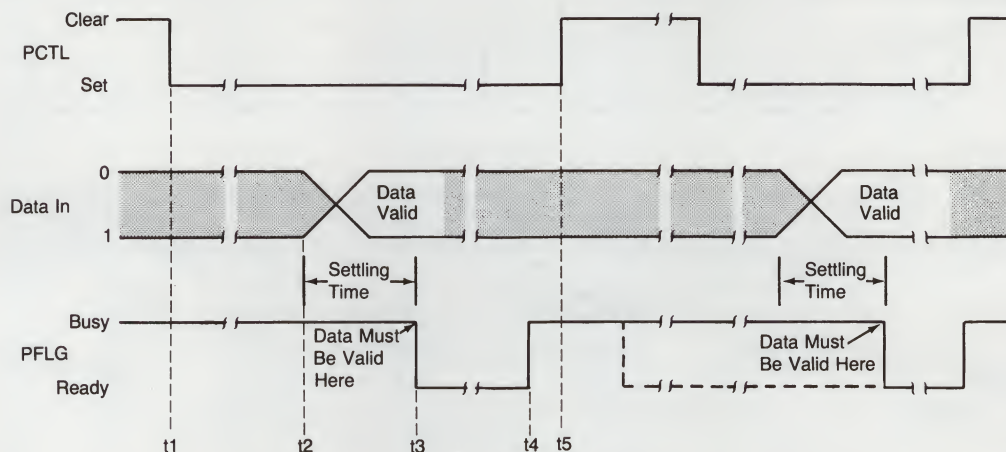 Clear
PCTL
Set
0
Data In
1
Data
Valid
Data
Valid
Settling
Time
Settling
Time
Busy
PFLG
Ready
Data Must
Be Valid
Here
Data Must
Be Valid Here
t1
t2
t3
t4
t5